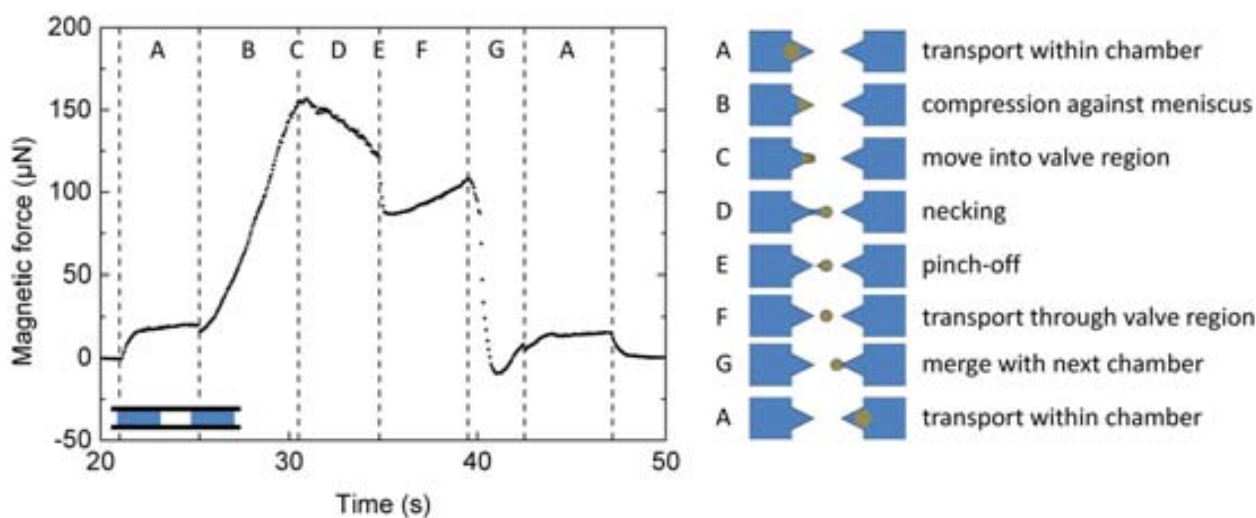 200
150
100
50
0
-50
Magnetic force (µN)
A B C D E F G A
20 30 40 50
Time (s)
A transport within chamber
B compression against meniscus
C move into valve region
D necking
E pinch-off
F transport through valve region
G merge with next chamber
A transport within chamber